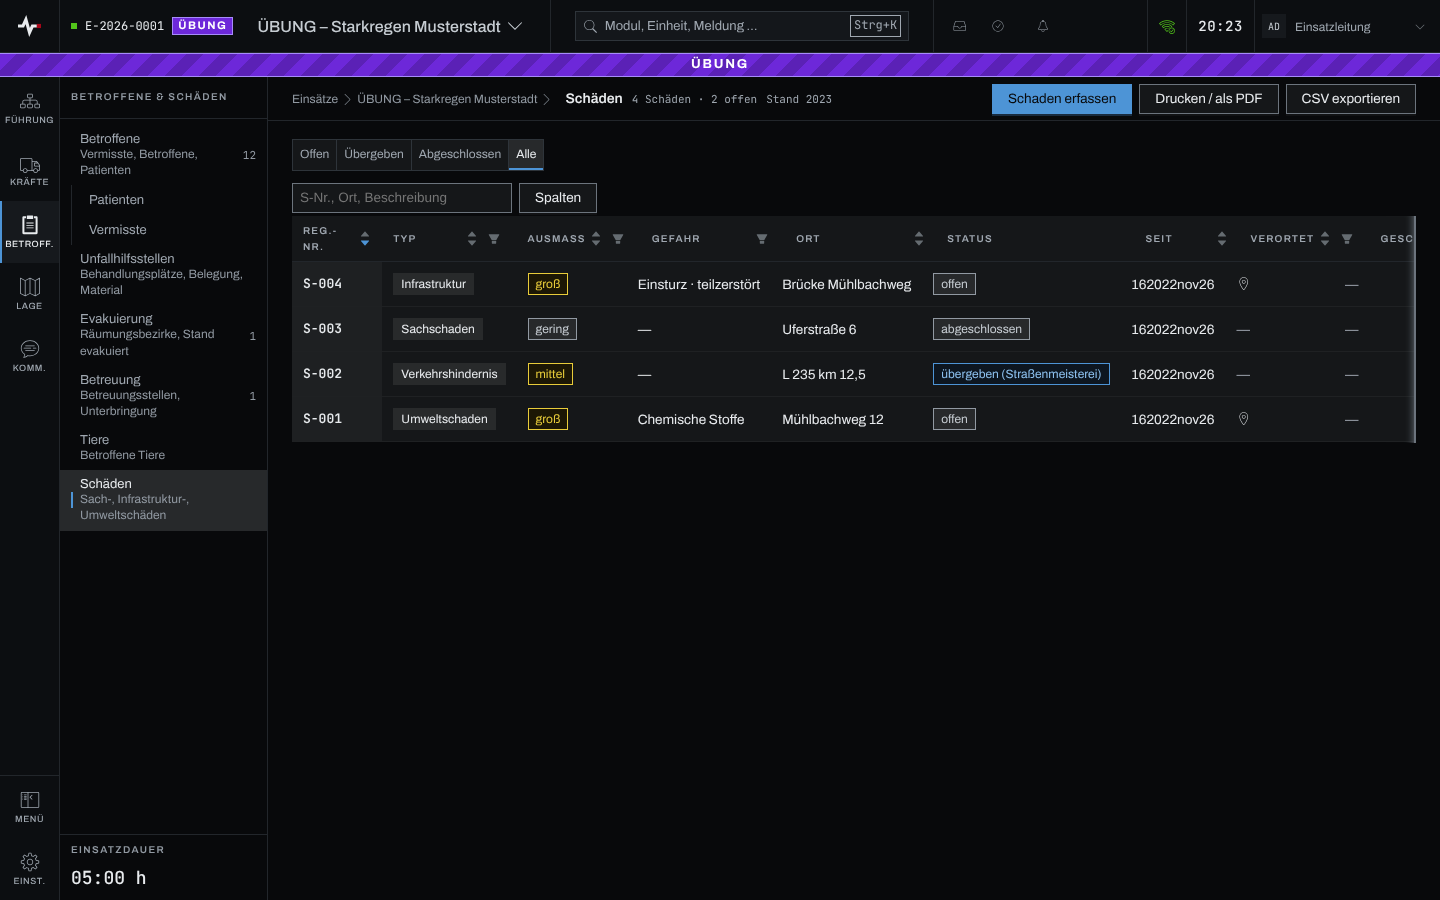 E-2026-0001 ÜBUNG ÜBUNG – Starkregen Musterstadt Modul, Einheit, Meldung ... Strg+K 20:23 AD Einsatzleitung
ÜBUNG
FÜHRUNG
KRÄFTE
BETROFF.
LAGE
KOMM.
MENÜ
EINST.
BETROFFENE & SCHÄDEN
Betroffene
Vermisste, Betroffene, Patienten 12
Patienten
Vermisste
Unfallhilfsstellen
Behandlungsplätze, Belegung, Material
Evakuierung
Räumungsbezirke, Stand evakuiert 1
Betreuung
Betreuungsstellen, Unterbringung 1
Tiere
Betroffene Tiere
Schäden
Sach-, Infrastruktur-, Umweltschäden
EINSATZDAUER
05:00 h
Einsätze ÜBUNG – Starkregen Musterstadt Schäden 4 Schäden · 2 offen Stand 2023 Schaden erfassen Drucken / als PDF CSV exportieren
Offen Übergeben Abgeschlossen Alle
S-Nr., Ort, Beschreibung Spalten
REG.-NR. TYP AUSMASS GEFAHR ORT STATUS SEIT VERORTET GESC
S-004 Infrastruktur groß Einsturz · teilzerstört Brücke Mühlbachweg offen 162022nov26 —
S-003 Sachschaden gering — Uferstraße 6 abgeschlossen 162022nov26 — —
S-002 Verkehrshindernis mittel — L 235 km 12,5 übergeben (Straßenmeisterei) 162022nov26 — —
S-001 Umweltschaden groß Chemische Stoffe Mühlbachweg 12 offen 162022nov26 —